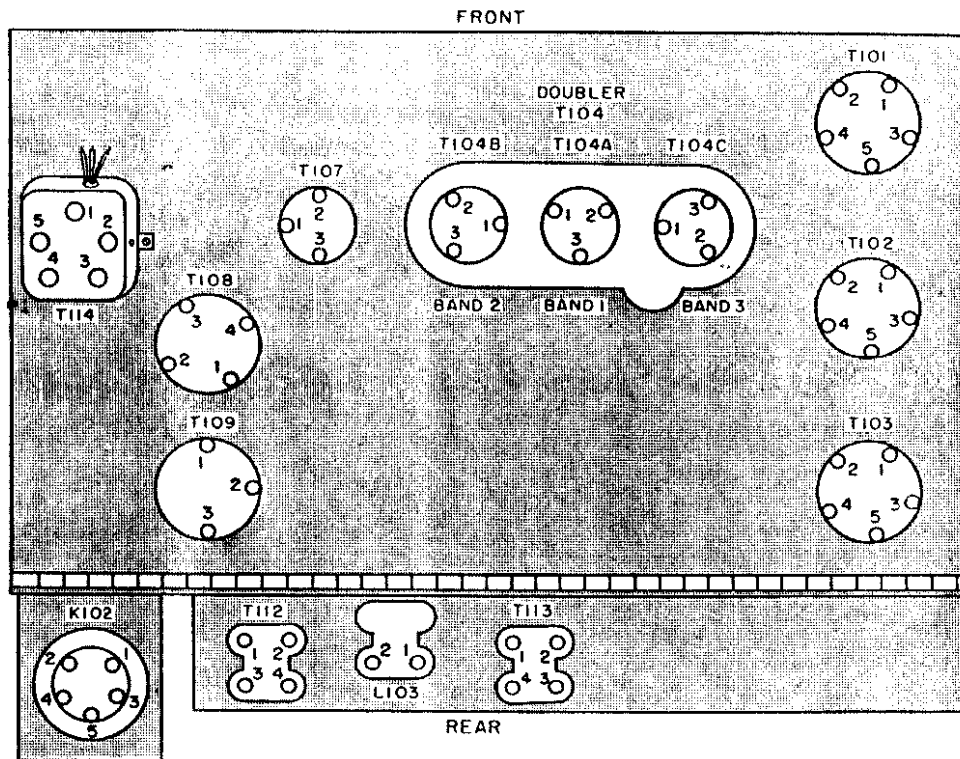 FRONT
T101
2 1
4 3
5
DOUBLER
T104
T104B T104A T104C
2 1
3
1 2
3
3
1
2
BAND 2 BAND 1 BAND 3
T107
2
1
3
1
5 2
4 3
T114
T102
2 1
4 3
5
T108
3 4
2 1
T109
1
2
3
T103
2 1
4 3
5
K102
2 1
4 3
5
T112
1 2
3 4
2 1
L103
T113
1 2
4 3
REAR